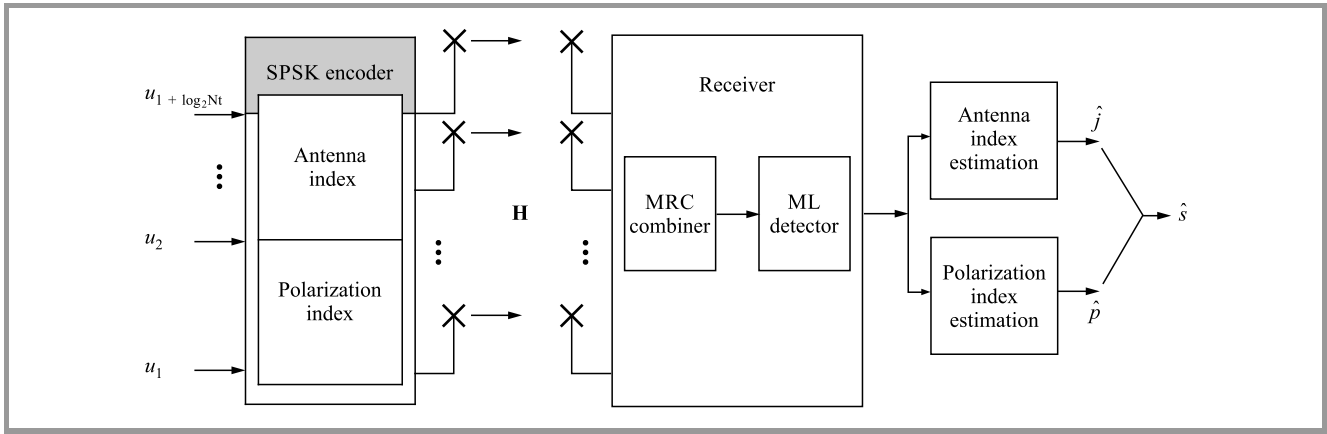 SPSK encoder
u1 + log2Nt
u2
u1
Antenna
index
Polarization
index
H
Receiver
MRC
combiner
ML
detector
Antenna
index
estimation
Polarization
index
estimation
ĵ
p̂
ŝ